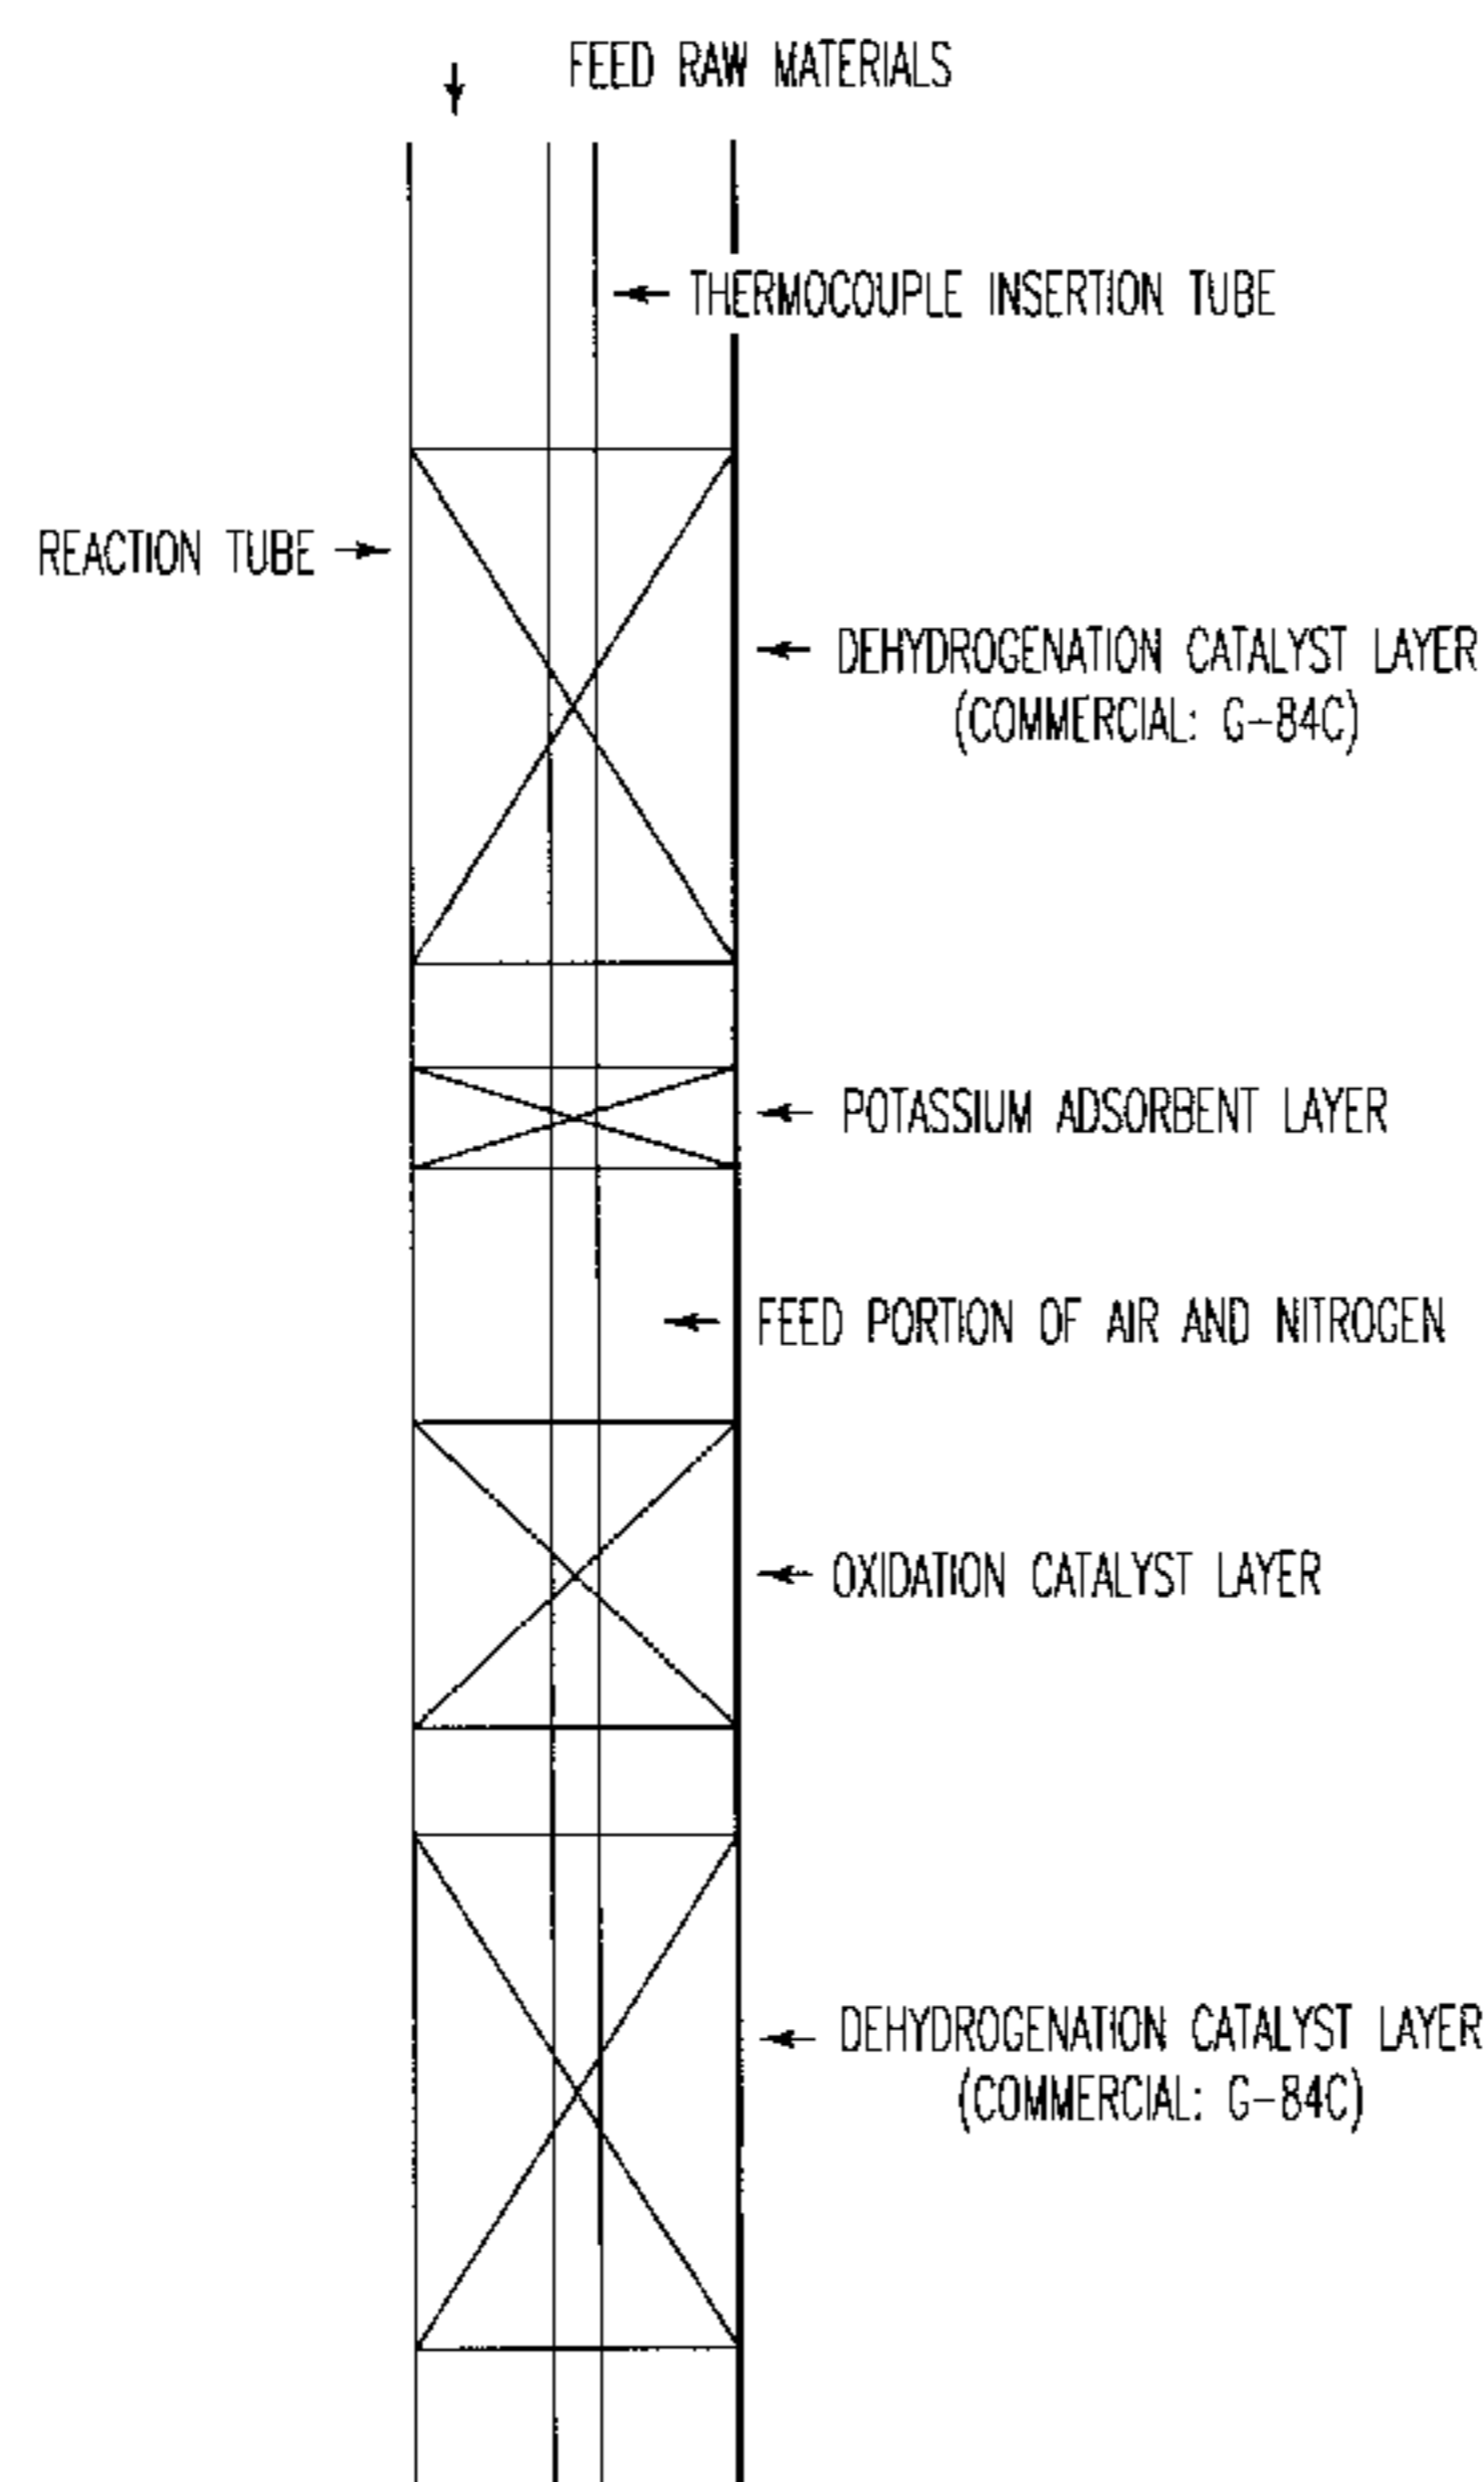 FEED RAW MATERIALS
THERMOCOUPLE INSERTION TUBE
REACTION TUBE
DEHYDROGENATION CATALYST LAYER
(COMMERCIAL: G-84C)
POTASSIUM ADSORBENT LAYER
FEED PORTION OF AIR AND NITROGEN
OXIDATION CATALYST LAYER
DEHYDROGENATION CATALYST LAYER
(COMMERCIAL: G-84C)